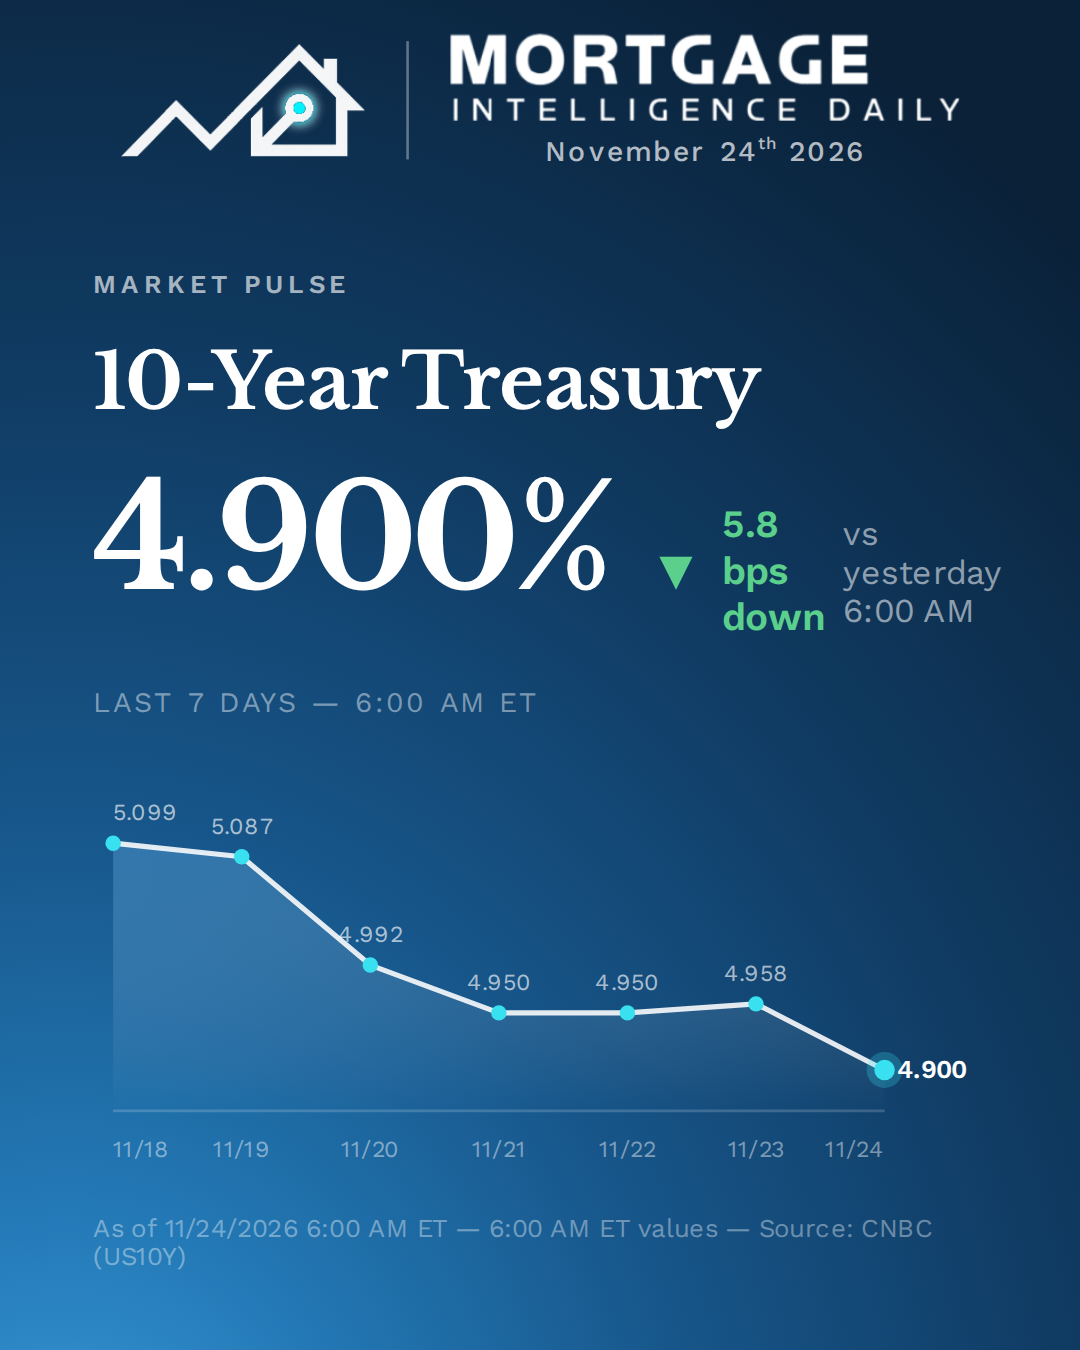 MORTGAGE
INTELLIGENCE DAILY
November 24th 2026
MARKET PULSE
10-Year Treasury
4.900%
▼
5.8
bps
down
vs
yesterday
6:00 AM
LAST 7 DAYS — 6:00 AM ET
5.099
5.087
4.992
4.950
4.950
4.958
4.900
11/18 11/19 11/20 11/21 11/22 11/23 11/24
As of 11/24/2026 6:00 AM ET — 6:00 AM ET values — Source: CNBC
(US10Y)